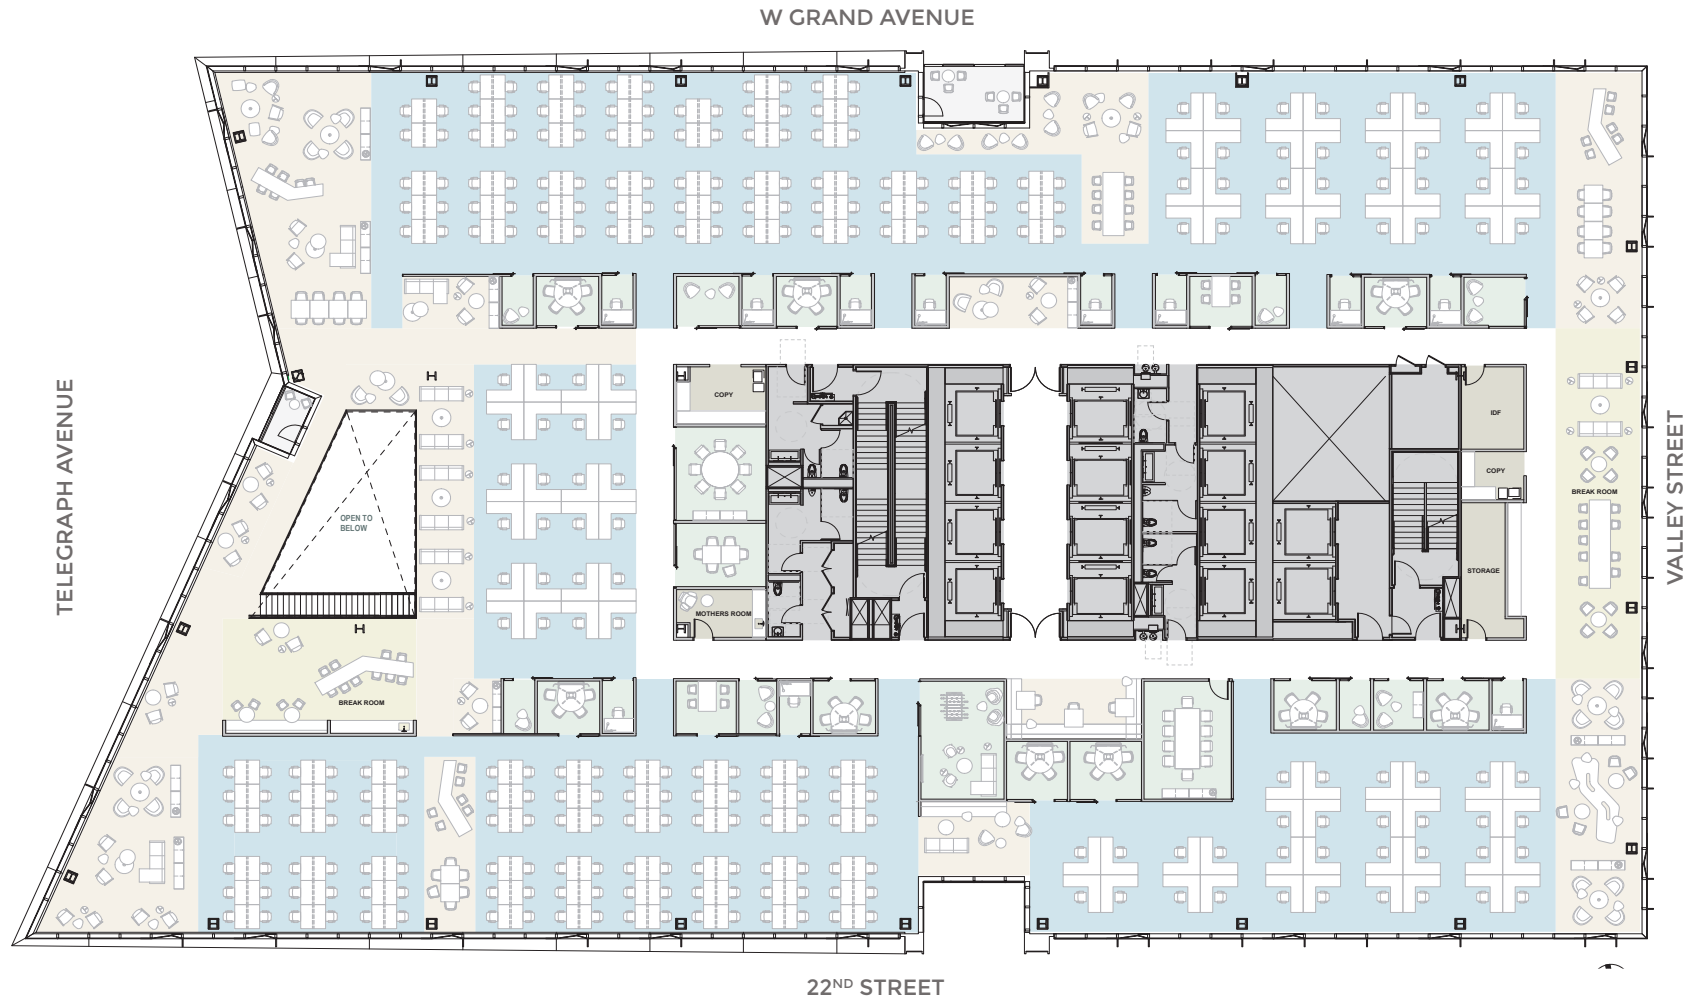 W GRAND AVENUE
TELEGRAPH AVENUE
COPY
IDF
VALLEY STREET
COPY
BREAK ROOM
OPEN TO
BELOW
STORAGE
MOTHERS ROOM
BREAK ROOM
22ND STREET